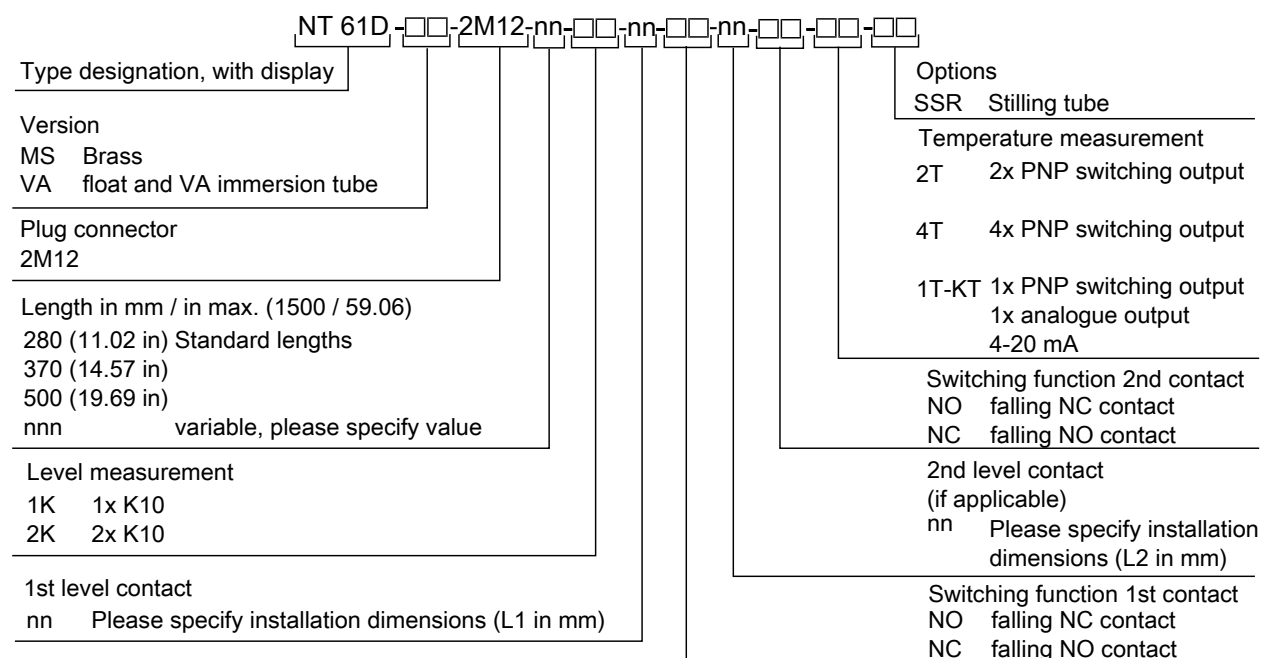 NT 61D -□□-2M12-nn-□□-nn-□□-nn-□□-□□-□□
Type designation, with display
Version
MS Brass
VA float and VA immersion tube
Plug connector
2M12
Length in mm / in max. (1500 / 59.06)
280 (11.02 in) Standard lengths
370 (14.57 in)
500 (19.69 in)
nnn variable, please specify value
Level measurement
1K 1x K10
2K 2x K10
1st level contact
nn Please specify installation dimensions (L1 in mm)
Options
SSR Stilling tube
Temperature measurement
2T 2x PNP switching output
4T 4x PNP switching output
1T-KT 1x PNP switching output
1x analogue output
4-20 mA
Switching function 2nd contact
NO falling NC contact
NC falling NO contact
2nd level contact
(if applicable)
nn Please specify installation
dimensions (L2 in mm)
Switching function 1st contact
NO falling NC contact
NC falling NO contact